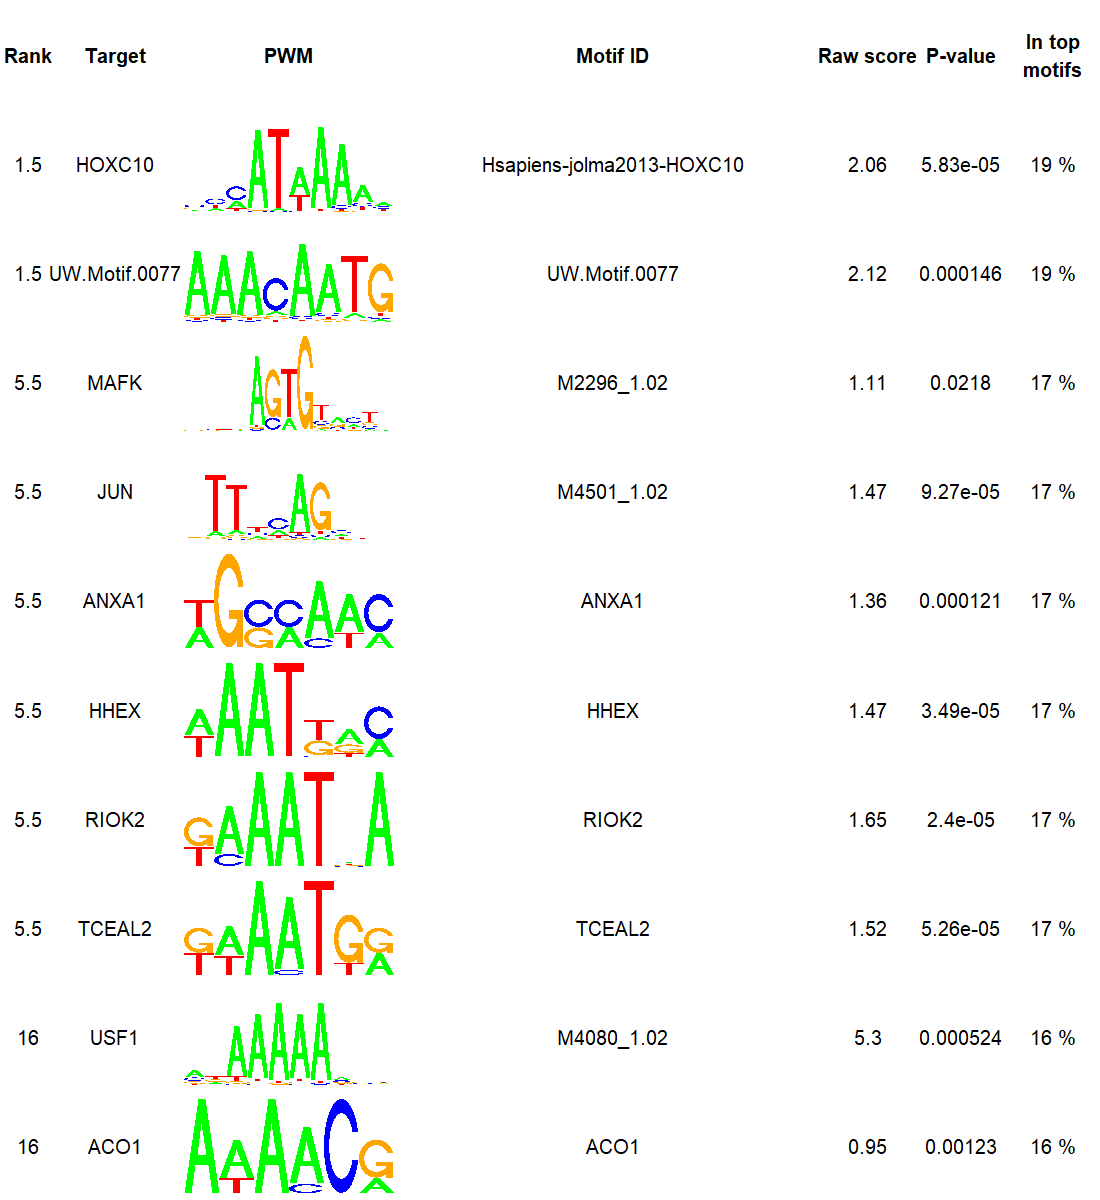 Rank Target PWM Motif ID Raw score P-value In top motifs
1.5 HOXC10 Hsapiens-jolma2013-HOXC10 2.06 5.83e-05 19 %
1.5 UW.Motif.0077 UW.Motif.0077 2.12 0.000146 19 %
5.5 MAFK M2296_1.02 1.11 0.0218 17 %
5.5 JUN M4501_1.02 1.47 9.27e-05 17 %
5.5 ANXA1 ANXA1 1.36 0.000121 17 %
5.5 HHEX HHEX 1.47 3.49e-05 17 %
5.5 RIOK2 RIOK2 1.65 2.4e-05 17 %
5.5 TCEAL2 TCEAL2 1.52 5.26e-05 17 %
16 USF1 M4080_1.02 5.3 0.000524 16 %
16 ACO1 ACO1 0.95 0.00123 16 %